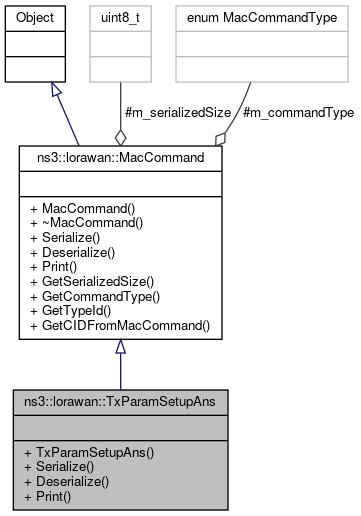 Object
uint8_t
enum MacCommandType
#m_serializedSize
#m_commandType
ns3::lorawan::MacCommand
+ MacCommand()
+ ~MacCommand()
+ Serialize()
+ Deserialize()
+ Print()
+ GetSerializedSize()
+ GetCommandType()
+ GetTypeId()
+ GetCIDFromMacCommand()
ns3::lorawan::TxParamSetupAns
+ TxParamSetupAns()
+ Serialize()
+ Deserialize()
+ Print()